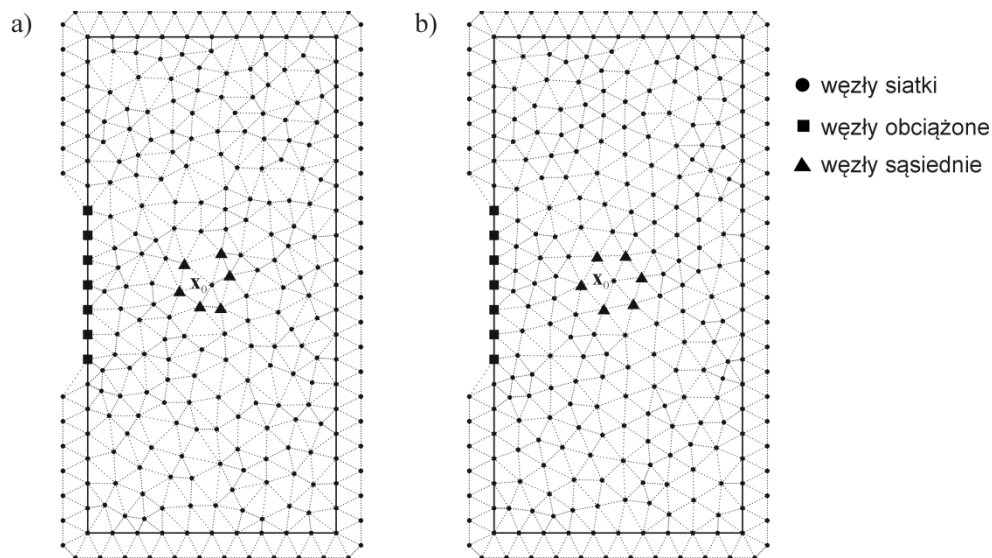 a)
b)
węzły siatki
węzły obciążone
węzły sąsiednie
x₀
x₀